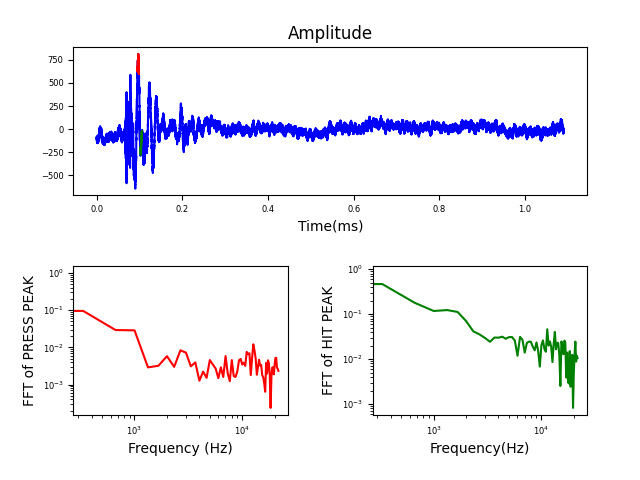 Amplitude
750
500
250
0
−250
−500
0.0 0.2 0.4 0.6 0.8 1.0
Time(ms)
FFT of PRESS PEAK
10⁰
10⁻¹
10⁻²
10⁻³
10³ 10⁴
Frequency (Hz)
FFT of HIT PEAK
10⁰
10⁻¹
10⁻²
10⁻³
10³ 10⁴
Frequency(Hz)